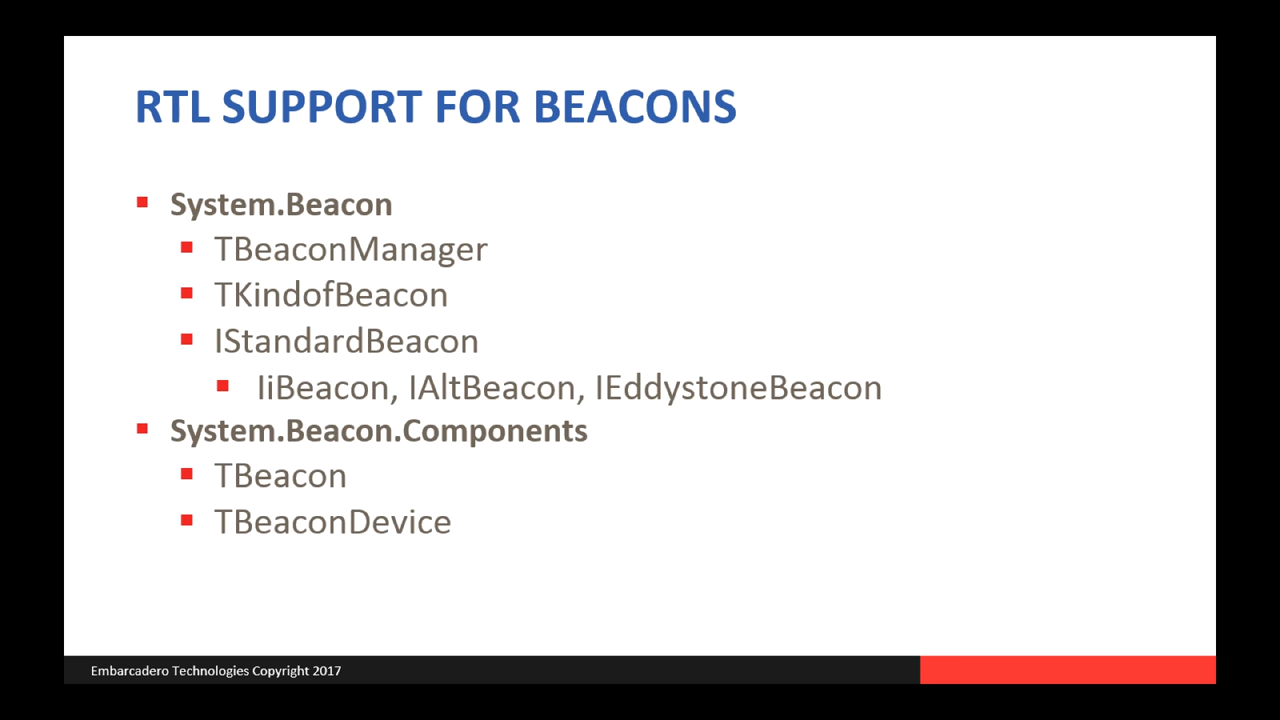 RTL SUPPORT FOR BEACONS
System.Beacon
TBeaconManager
TKindofBeacon
IStandardBeacon
IiBeacon, IAltBeacon, IEddystoneBeacon
System.Beacon.Components
TBeacon
TBeaconDevice
Embarcadero Technologies Copyright 2017